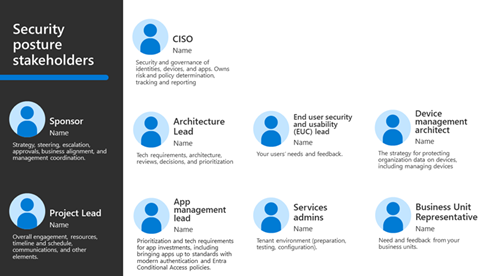 Security
posture
stakeholders
CISO
Name
Security and governance of
identities, devices, and apps. Owns
risk and policy determination,
tracking and reporting
Sponsor
Name
Strategy, steering, escalation,
approvals, business alignment, and
management coordination.
Architecture
Lead
Name
Tech requirements, architecture,
reviews, decisions, and prioritization
End user security
and usability
(EUC) lead
Name
Your users' needs and feedback.
Device
management
architect
Name
The strategy for protecting
organization data on devices,
including managing devices
Project Lead
Name
Overall engagement, resources,
timeline and schedule,
communications, and other
elements.
App
management
lead
Name
Prioritization and tech requirements
for app investments, including
bringing apps up to standards with
modern authentication and Entra
Conditional Access policies.
Services
admins
Name
Tenant environment (preparation,
testing, configuration).
Business Unit
Representative
Name
Need and feedback from your
business units.